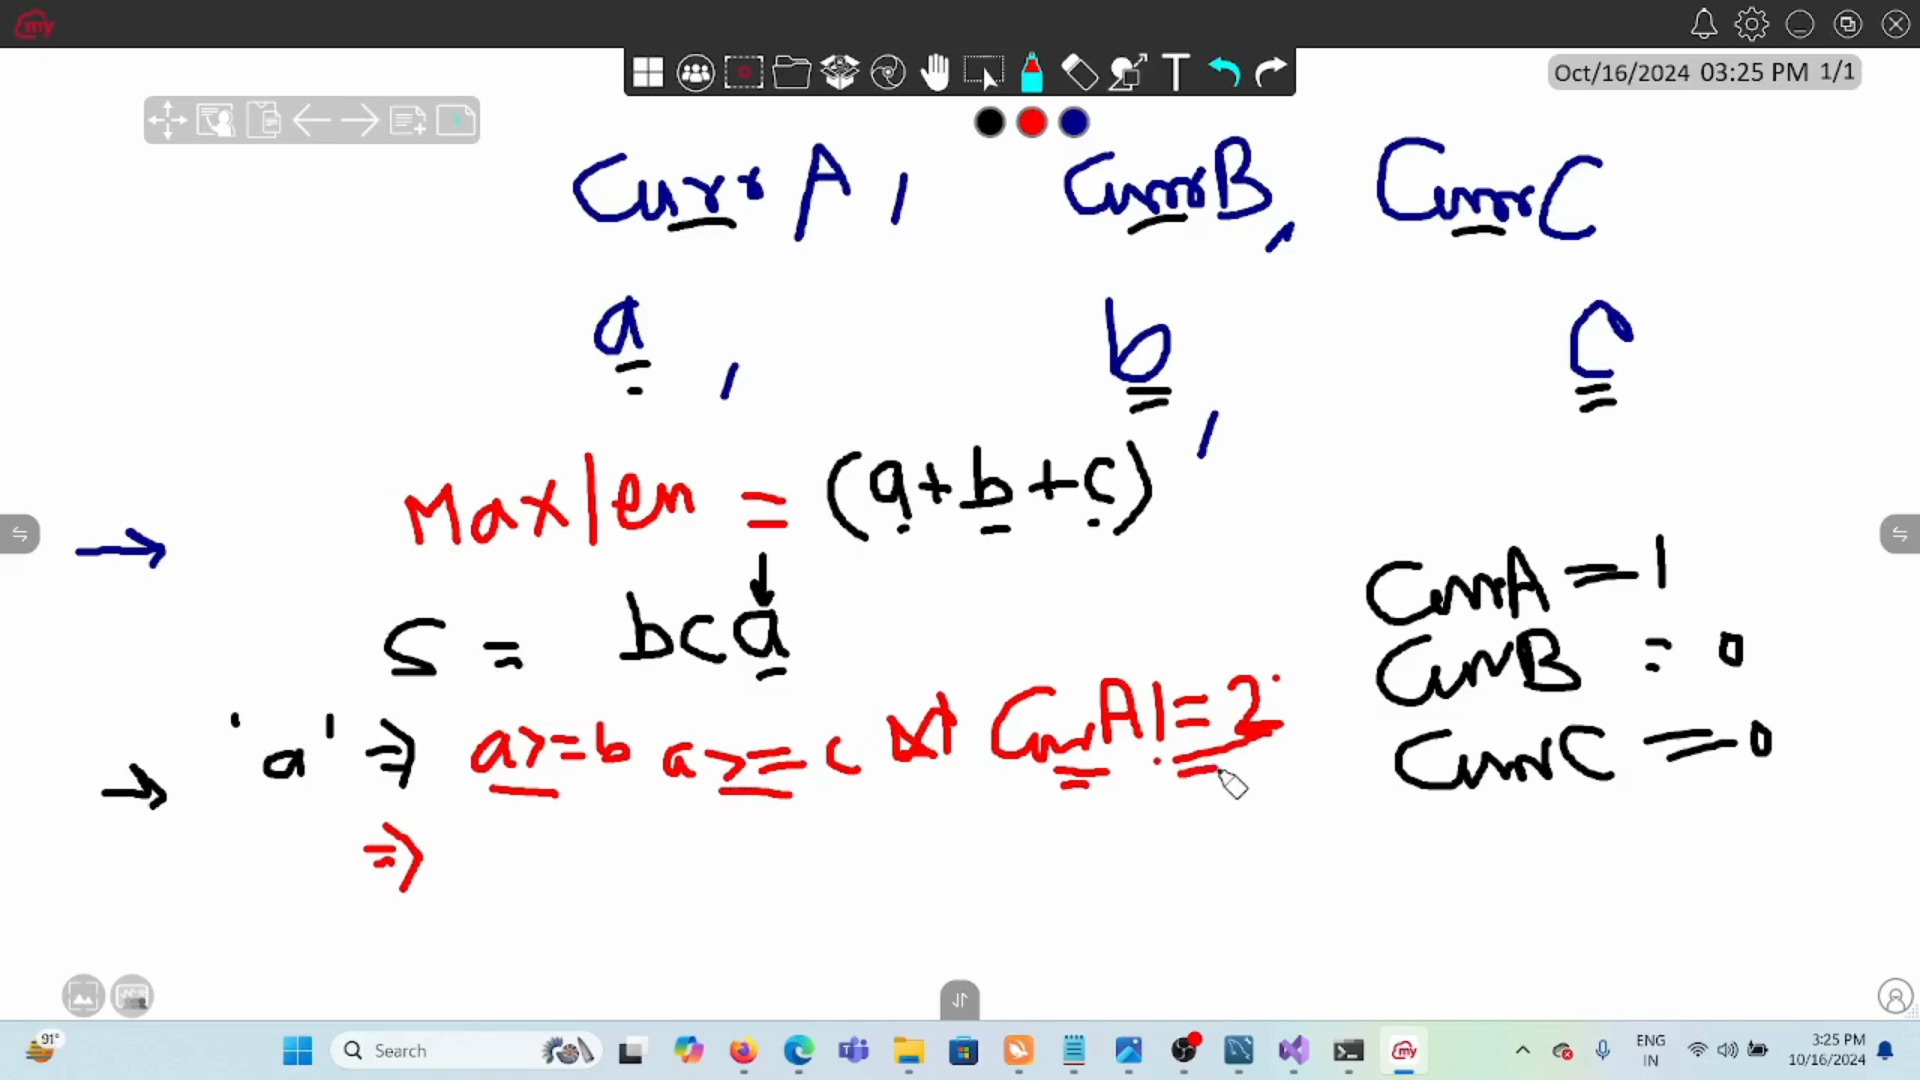 my
Oct/16/2024 03:25 PM 1/1
CurrA, CurrB, CurrC
a, b, c
Maxlen = (a+b+c)
CurrA = 1
S = bca
CurrB = 0
'a' => a>=b a>=c CurrA!=2
CurrC = 0
=>
91°
Search
ENG
IN
3:25 PM
10/16/2024